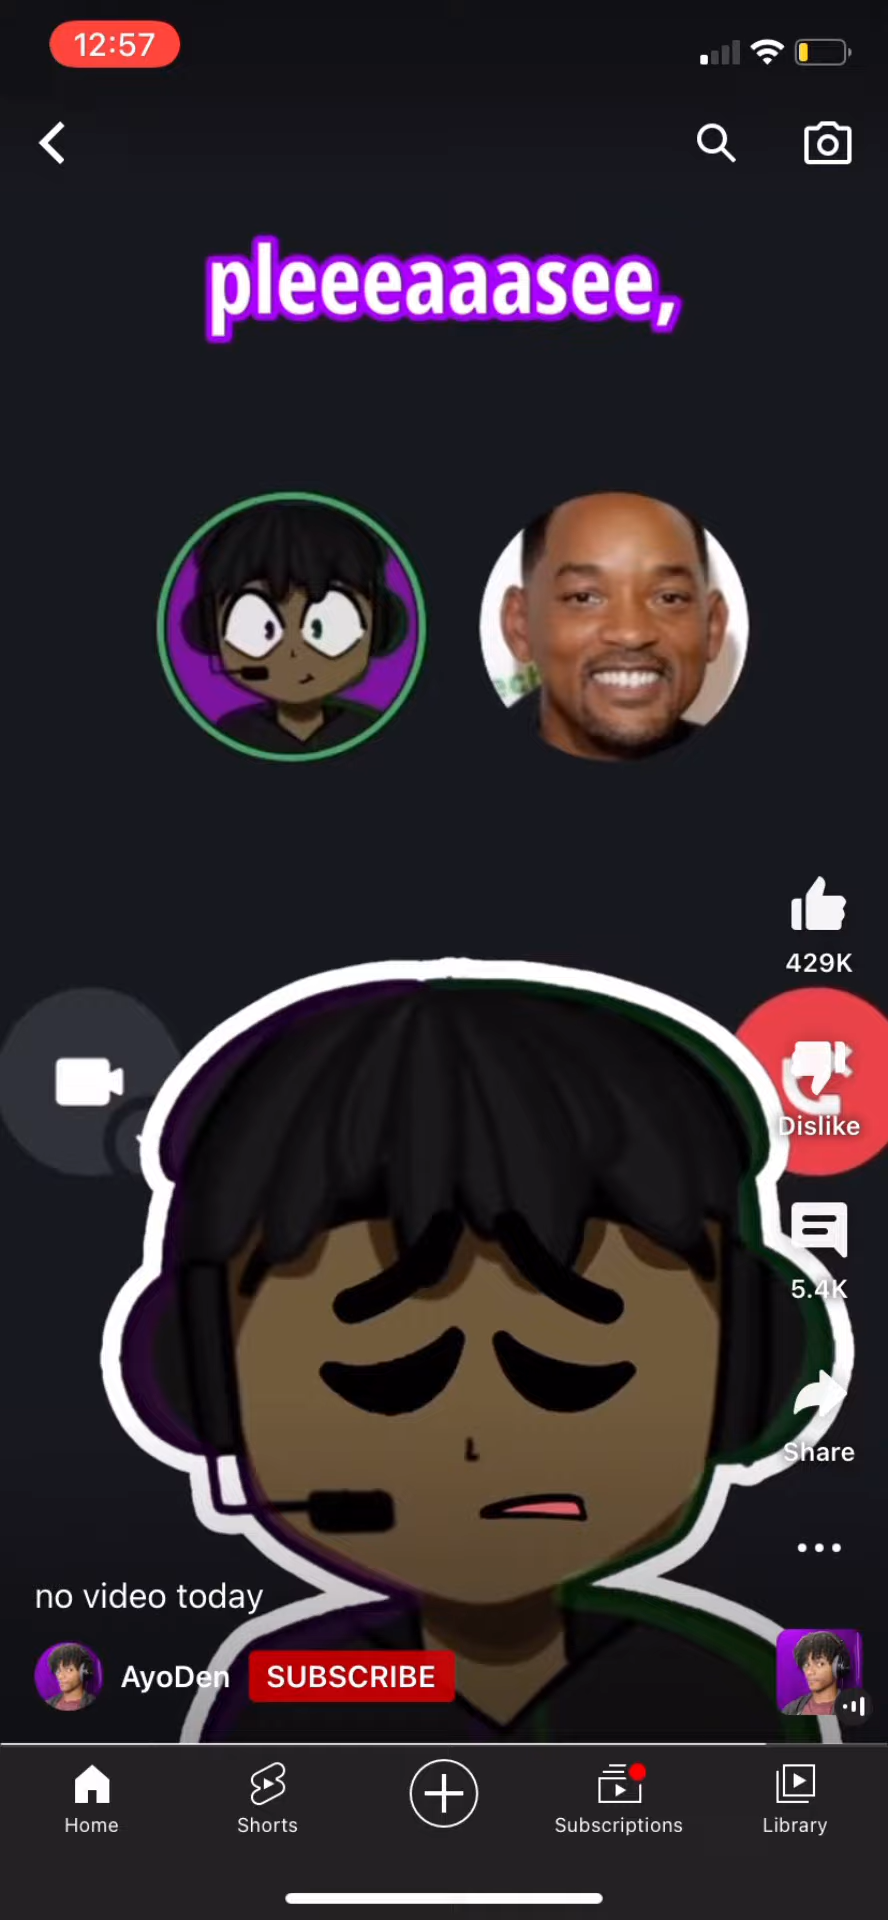 12:57
pleeeaaasee,
429K
Dislike
5.4K
Share
no video today
AyoDen
SUBSCRIBE
Home
Shorts
Subscriptions
Library